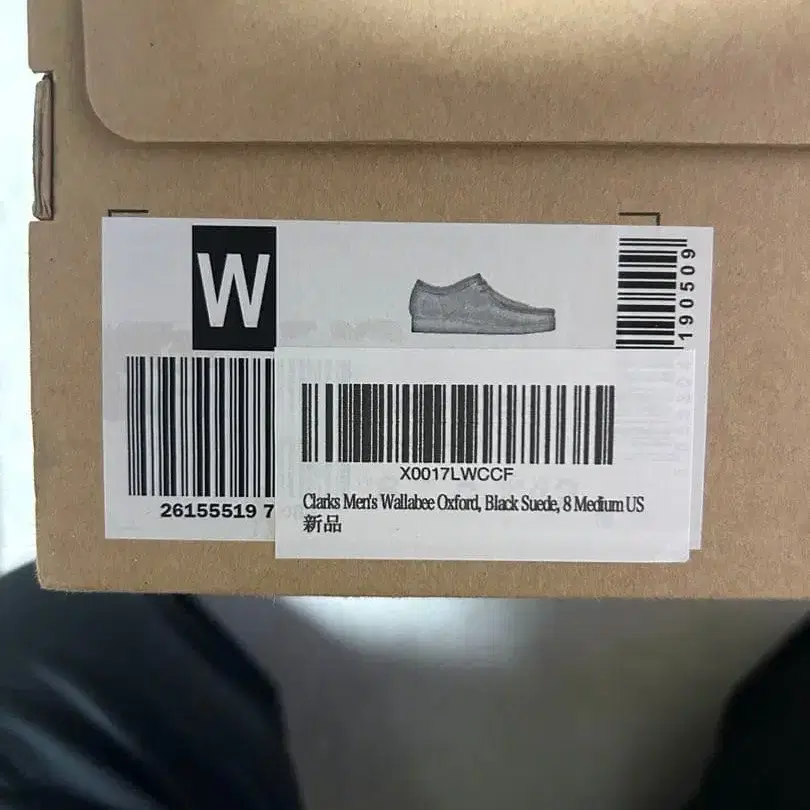 W
190509
X0017LWCCF
26155519 7
Clarks Men's Wallabee Oxford, Black Suede, 8 Medium US
新品